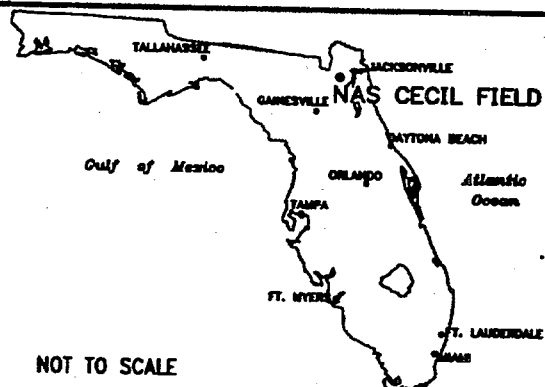 TALLAHASSEE
JACKSONVILLE
NAS CECIL FIELD
GAINESVILLE
DAYTONA BEACH
Gulf of Mexico
ORLANDO
Atlantic
Ocean
TAMPA
FT. MYERS
FT. LAUDERDALE
MIAMI
NOT TO SCALE